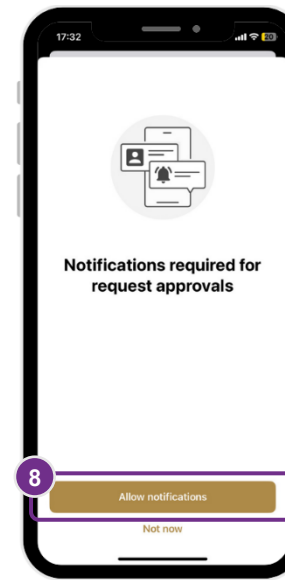 17:32
20
Notifications required for
request approvals
8
Allow notifications
Not now